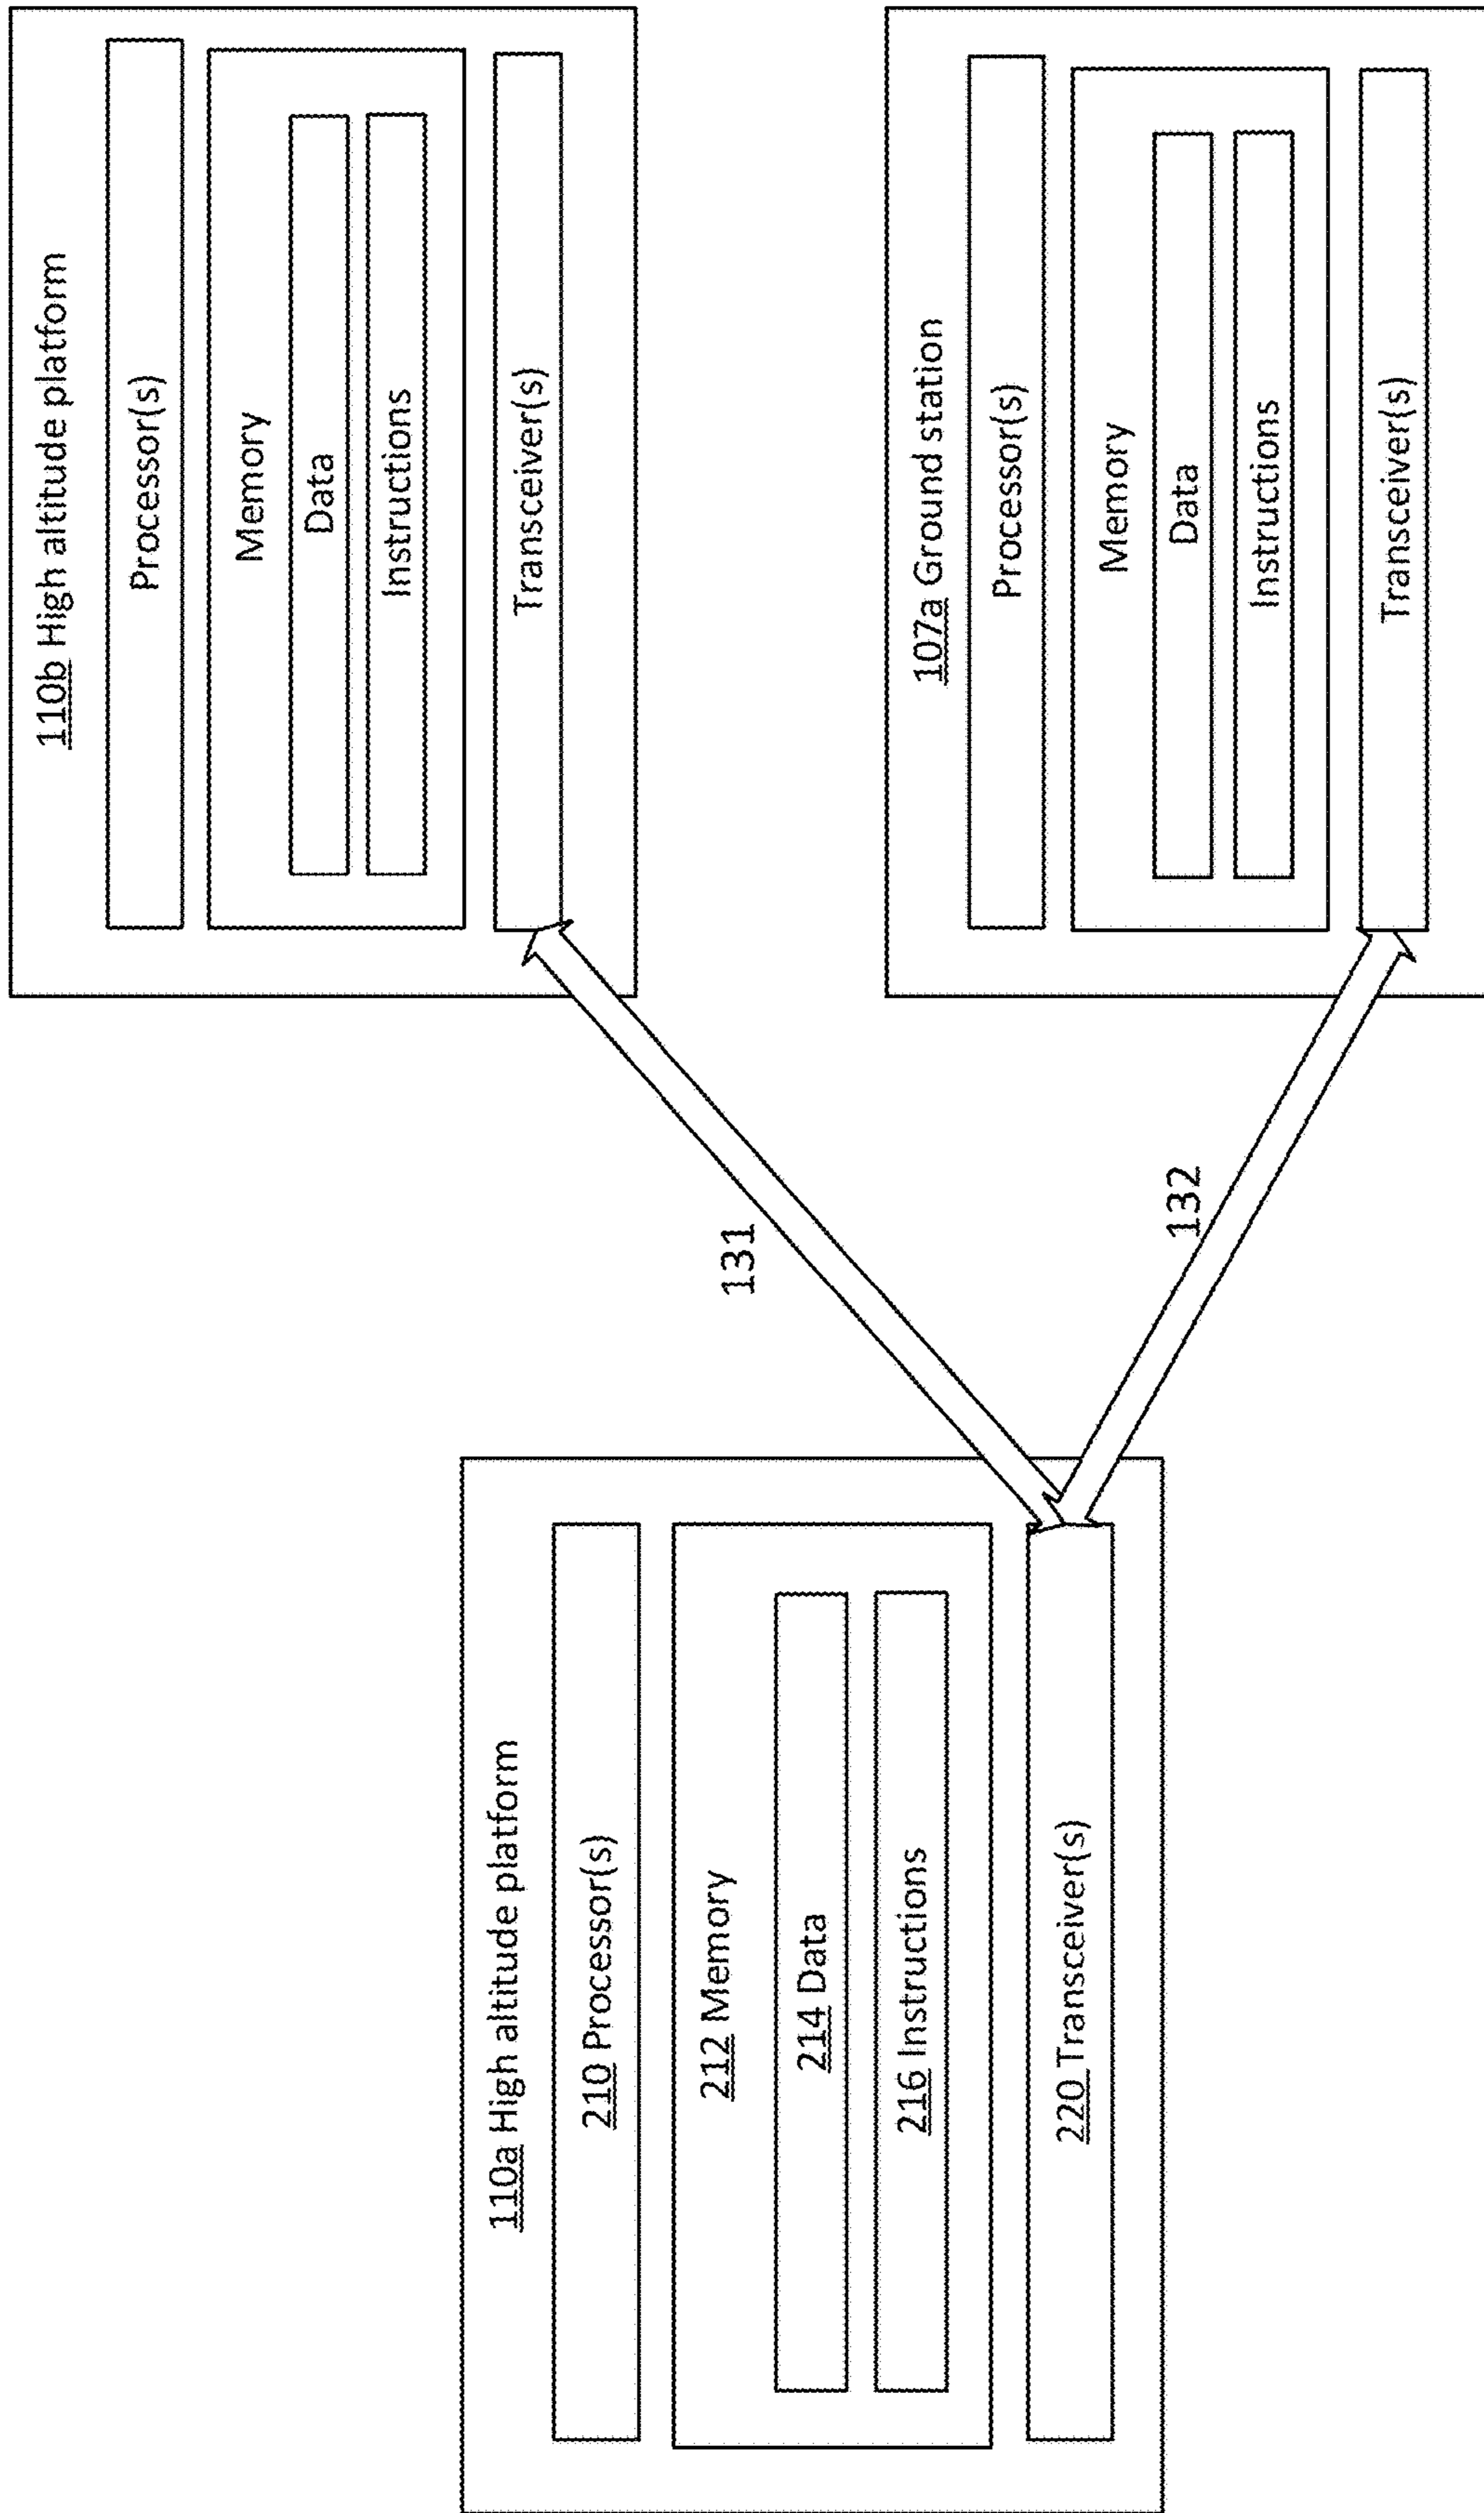 110a High altitude platform
210 Processor(s)
212 Memory
214 Data
216 Instructions
220 Transceiver(s)
131
132
110b High altitude platform
Processor(s)
Memory
Data
Instructions
Transceiver(s)
107a Ground station
Processor(s)
Memory
Data
Instructions
Transceiver(s)